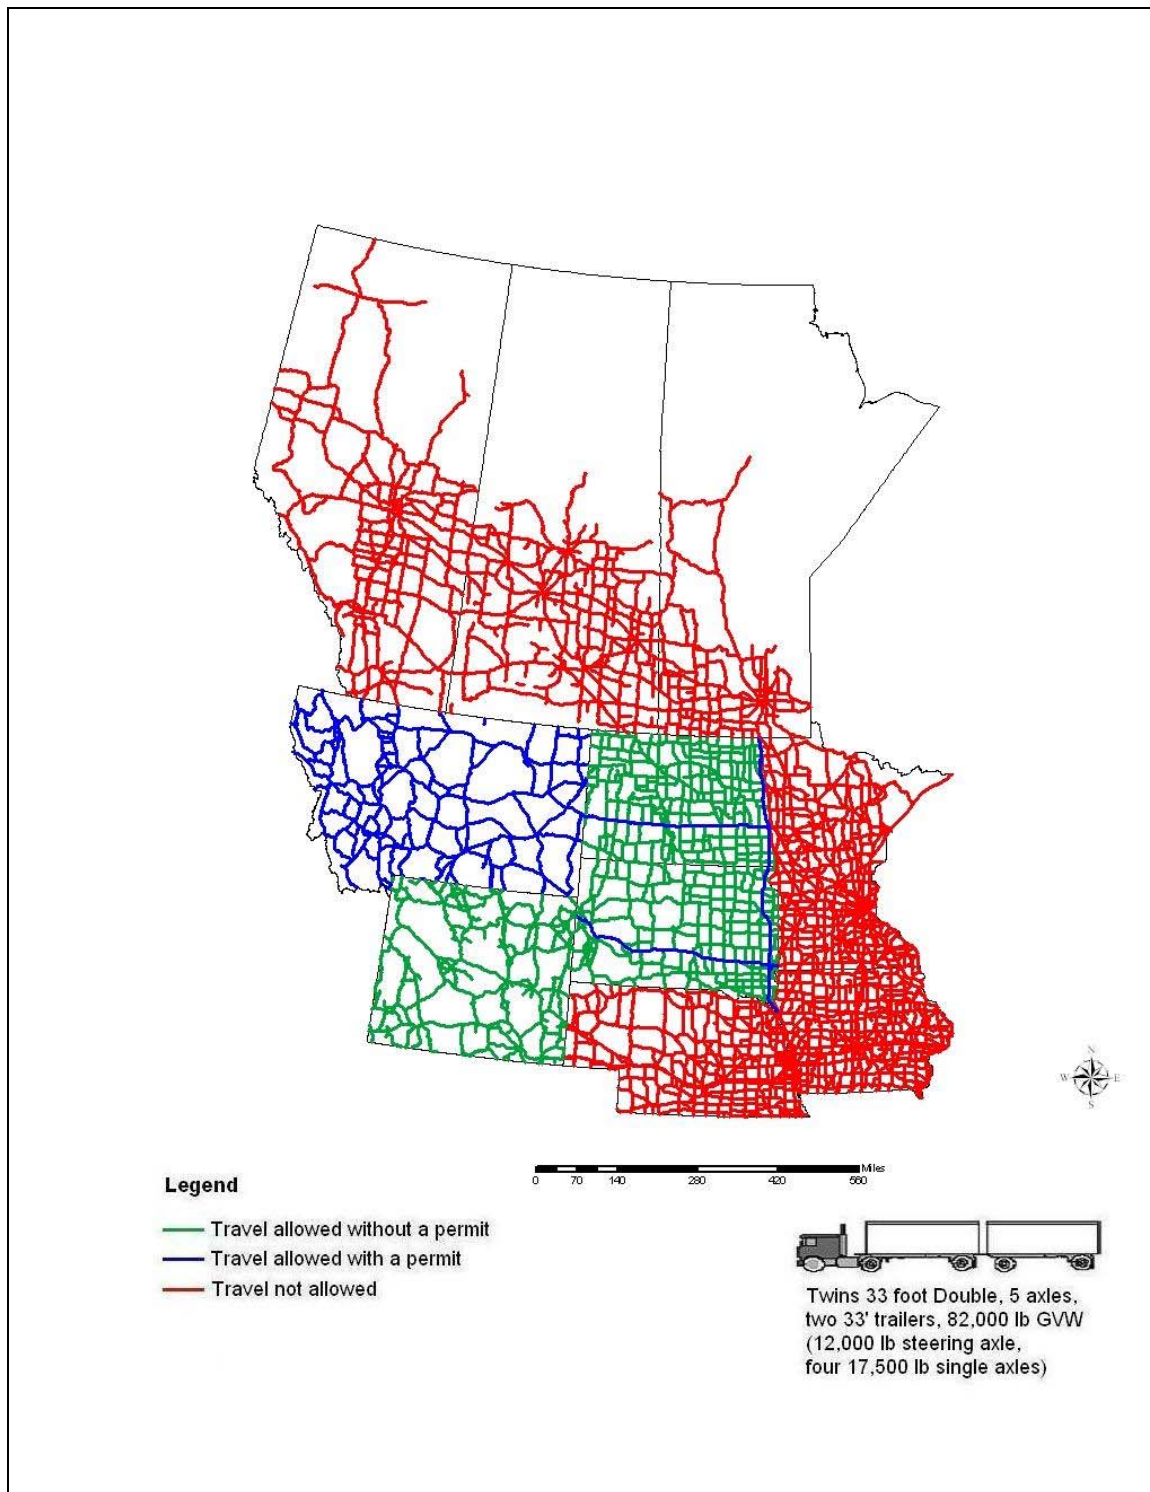 N
W E
S
Miles
0 70 140 280 420 560
Legend
Travel allowed without a permit
Travel allowed with a permit
Travel not allowed
Twins 33 foot Double, 5 axles,
two 33' trailers, 82,000 lb GVW
(12,000 lb steering axle,
four 17,500 lb single axles)